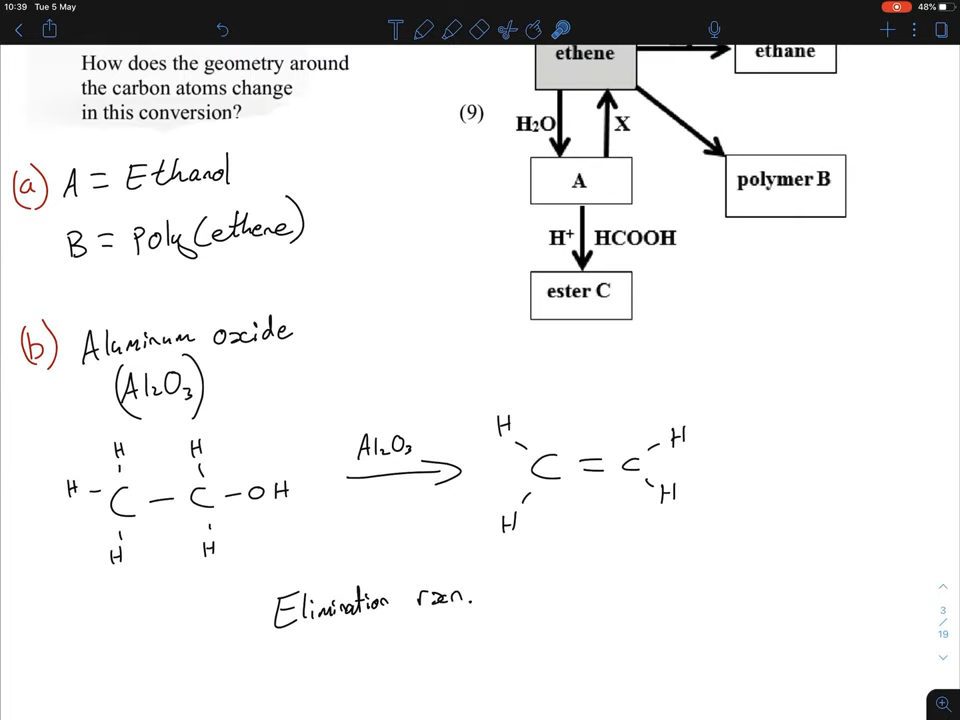 10:39 Tue 5 May
48%
How does the geometry around
the carbon atoms change
in this conversion?
(9)
ethene
ethane
H₂O
X
A
polymer B
H⁺
HCOOH
ester C
(a) A = Ethanol
B = Poly(ethene)
(b) Aluminum oxide
(Al₂O₃)
H H
H - C - C - OH
H H
Al₂O₃
H H
C = C
H H
Elimination rxn.
3
/
19